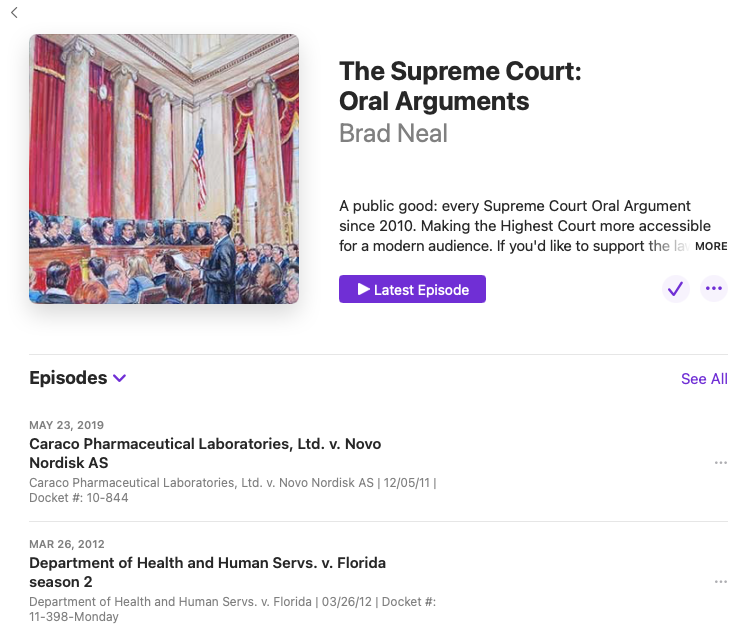 The Supreme Court:
Oral Arguments
Brad Neal
A public good: every Supreme Court Oral Argument
since 2010. Making the Highest Court more accessible
for a modern audience. If you'd like to support the MORE
Latest Episode
Episodes
See All
MAY 23, 2019
Caraco Pharmaceutical Laboratories, Ltd. v. Novo
Nordisk AS
Caraco Pharmaceutical Laboratories, Ltd. v. Novo Nordisk AS | 12/05/11 |
Docket #: 10-844
MAR 26, 2012
Department of Health and Human Servs. v. Florida
season 2
Department of Health and Human Servs. v. Florida | 03/26/12 | Docket #:
11-398-Monday